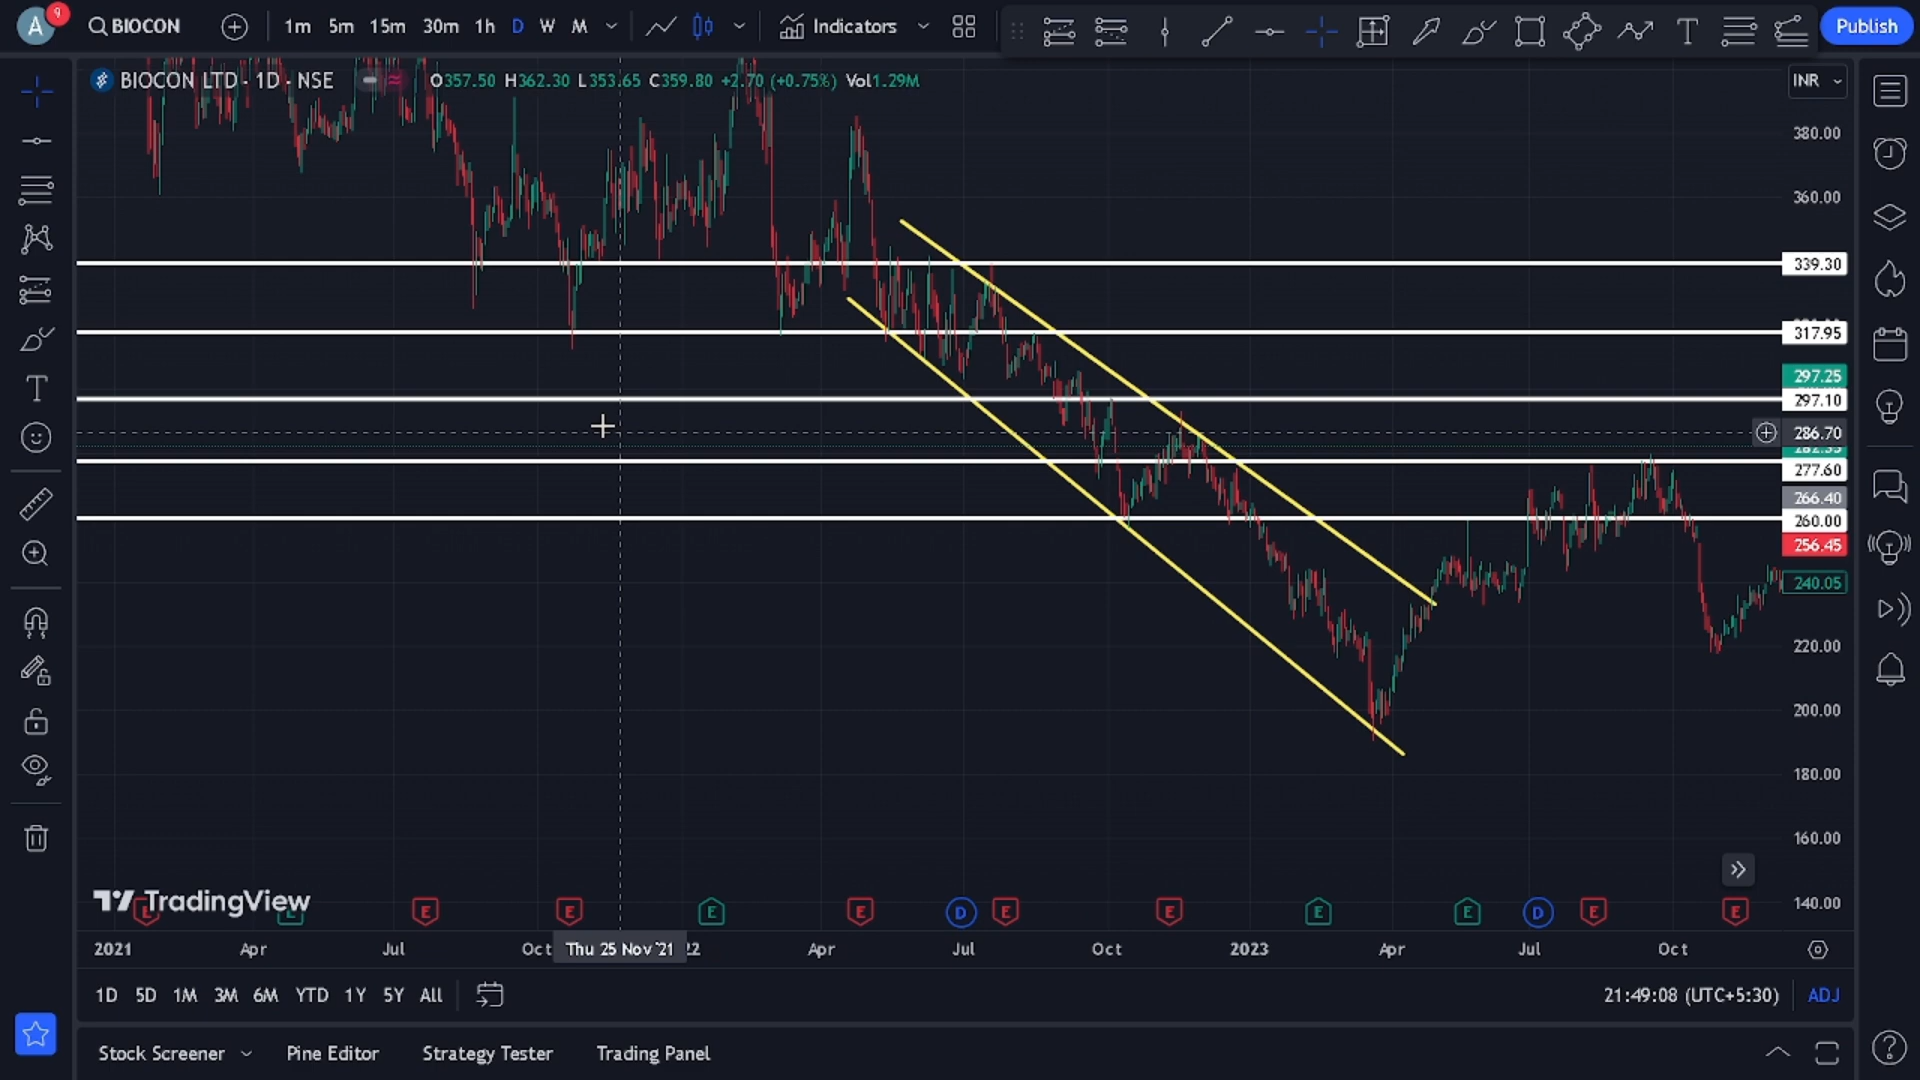 A 9 BIOCON 1m 5m 15m 30m 1h D W M Indicators Publish
BIOCON LTD · 1D · NSE O357.50 H362.30 L353.65 C359.80 +2.70 (+0.75%) Vol1.29M
INR
380.00
360.00
339.30
317.95
297.25
297.10
286.70
277.60
266.40
260.00
256.45
240.05
220.00
200.00
180.00
160.00
140.00
TradingView
E E E E E D E E E E D E E
2021 Apr Jul Oct Thu 25 Nov '21 22 Apr Jul Oct 2023 Apr Jul Oct
1D 5D 1M 3M 6M YTD 1Y 5Y All 21:49:08 (UTC+5:30) ADJ
Stock Screener Pine Editor Strategy Tester Trading Panel